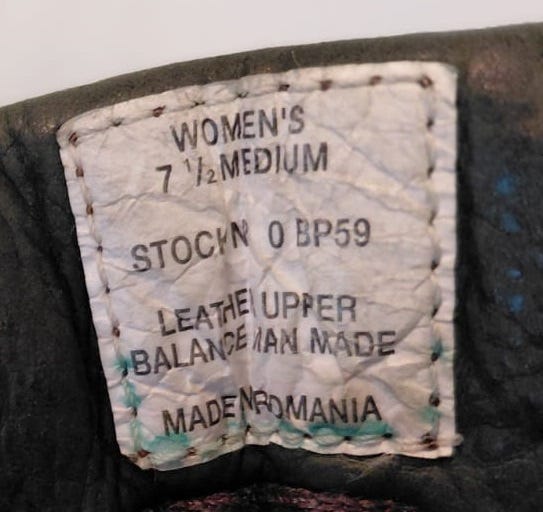 WOMEN'S
7 ½ MEDIUM
STOCK N 0 BP59
LEATHER UPPER
BALANCE MAN MADE
MADE IN ROMANIA